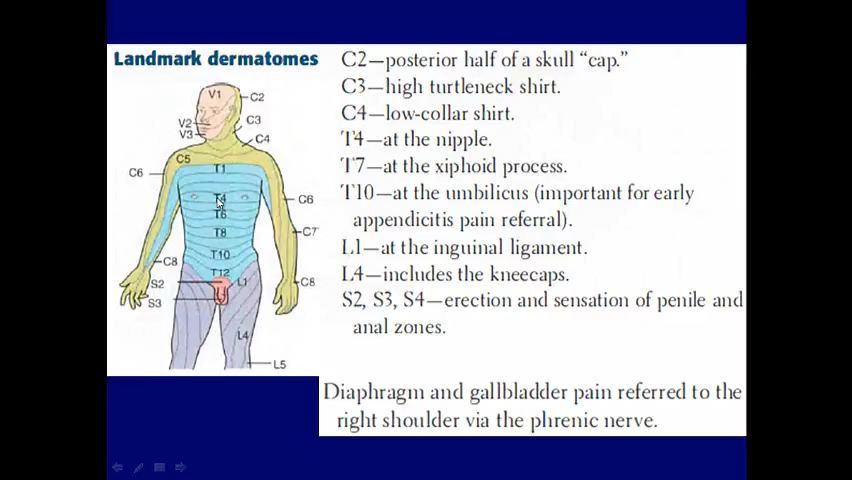 Landmark dermatomes
V1
C2
V2
V3
C3
C4
C5
T1
C6
T4
C6
T6
T8
C7
T10
C8
T12
S2
L1
C8
S3
L4
L5
C2—posterior half of a skull “cap.”
C3—high turtleneck shirt.
C4—low-collar shirt.
T4—at the nipple.
T7—at the xiphoid process.
T10—at the umbilicus (important for early
appendicitis pain referral).
L1—at the inguinal ligament.
L4—includes the kneecaps.
S2, S3, S4—erection and sensation of penile and
anal zones.
Diaphragm and gallbladder pain referred to the
right shoulder via the phrenic nerve.